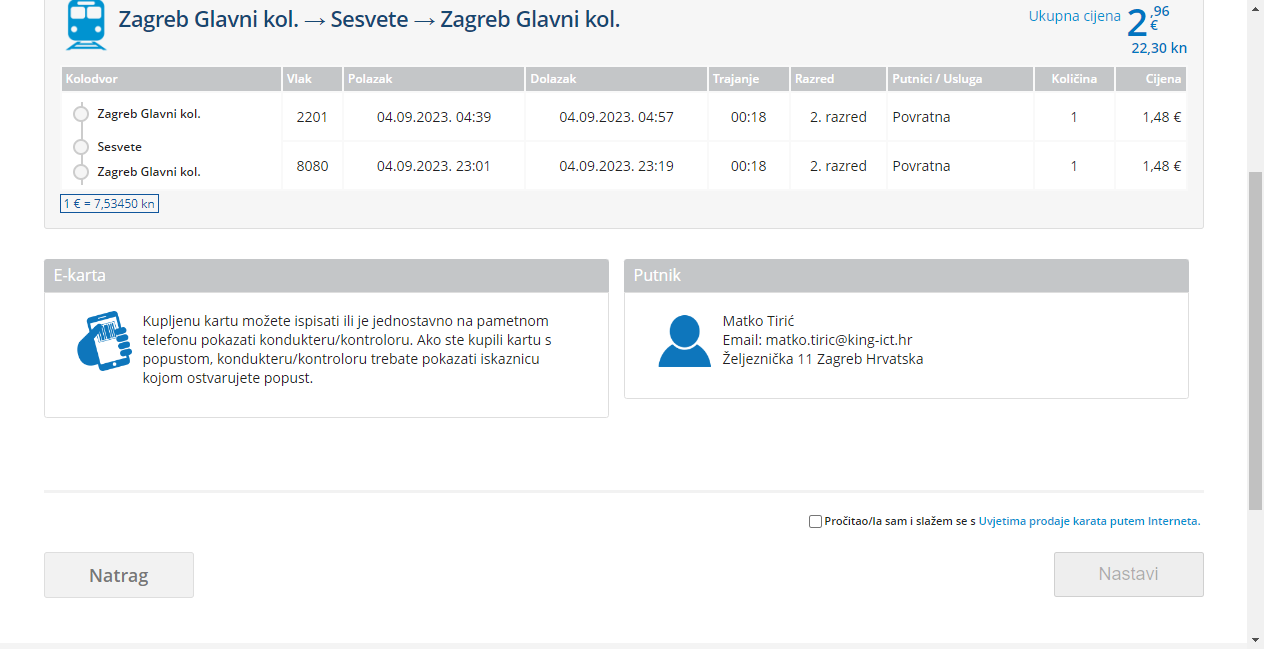 Zagreb Glavni kol. → Sesvete → Zagreb Glavni kol.
Ukupna cijena 2,96 €
22,30 kn
Kolodvor Vlak Polazak Dolazak Trajanje Razred Putnici / Usluga Količina Cijena
Zagreb Glavni kol.
2201 04.09.2023. 04:39 04.09.2023. 04:57 00:18 2. razred Povratna 1 1,48 €
Sesvete
Zagreb Glavni kol.
8080 04.09.2023. 23:01 04.09.2023. 23:19 00:18 2. razred Povratna 1 1,48 €
1 € = 7,53450 kn
E-karta
Kupljenu kartu možete ispisati ili je jednostavno na pametnom
telefonu pokazati kondukteru/kontroloru. Ako ste kupili kartu s
popustom, kondukteru/kontroloru trebate pokazati iskaznicu
kojom ostvarujete popust.
Putnik
Matko Tirić
Email: matko.tiric@king-ict.hr
Željeznička 11 Zagreb Hrvatska
Pročitao/la sam i slažem se s Uvjetima prodaje karata putem Interneta.
Natrag
Nastavi